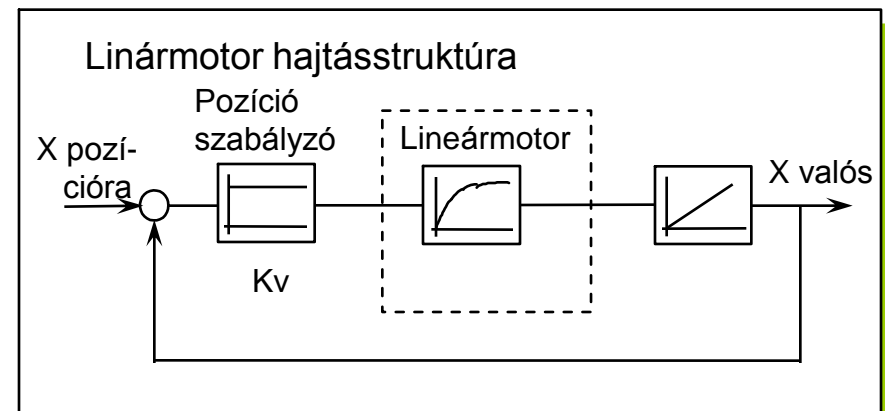 Linármotor hajtásstruktúra
Pozíció
szabályzó
X pozí-
cióra
Lineármotor
X valós
Kv